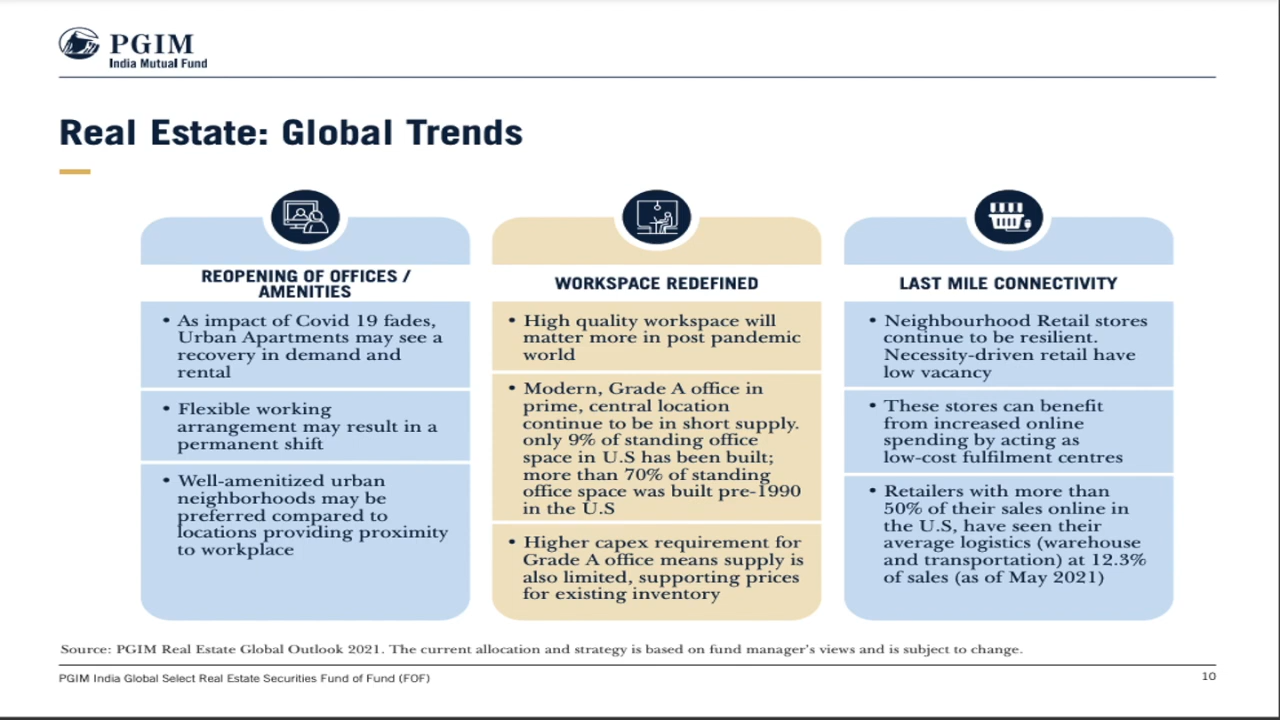 PGIM
India Mutual Fund
Real Estate: Global Trends
REOPENING OF OFFICES /
AMENITIES
• As impact of Covid 19 fades,
Urban Apartments may see a
recovery in demand and
rental
• Flexible working
arrangement may result in a
permanent shift
• Well-amenitized urban
neighborhoods may be
preferred compared to
locations providing proximity
to workplace
WORKSPACE REDEFINED
• High quality workspace will
matter more in post pandemic
world
• Modern, Grade A office in
prime, central location
continue to be in short supply.
only 9% of standing office
space in U.S has been built;
more than 70% of standing
office space was built pre-1990
in the U.S
• Higher capex requirement for
Grade A office means supply is
also limited, supporting prices
for existing inventory
LAST MILE CONNECTIVITY
• Neighbourhood Retail stores
continue to be resilient.
Necessity-driven retail have
low vacancy
• These stores can benefit
from increased online
spending by acting as
low-cost fulfilment centres
• Retailers with more than
50% of their sales online in
the U.S, have seen their
average logistics (warehouse
and transportation) at 12.3%
of sales (as of May 2021)
Source: PGIM Real Estate Global Outlook 2021. The current allocation and strategy is based on fund manager's views and is subject to change.
PGIM India Global Select Real Estate Securities Fund of Fund (FOF)
10